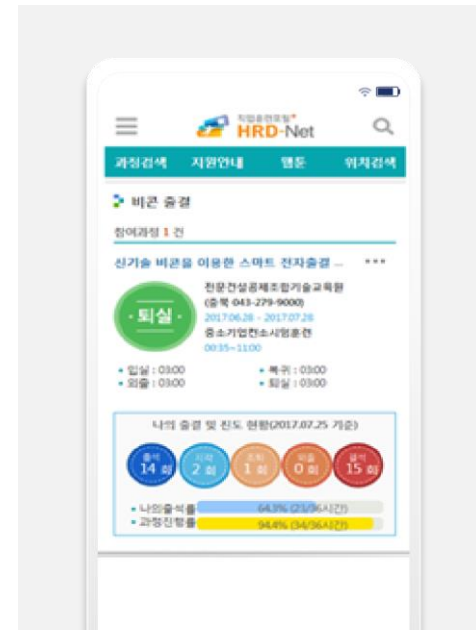 직업훈련포털
HRD-Net
과정검색 지원안내 웹툰 위치검색
비콘 출결
참여과정 1 건
신기술 비콘을 이용한 스마트 전자출결 ...
전문건설공제조합기술교육원
(충북 043-279-9000)
2017.06.28 - 2017.07.28
퇴실
중소기업컨소시엄훈련
00:35~11:00
입실 : 03:00 복귀 : 03:00
외출 : 03:00 퇴실 : 03:00
나의 출결 및 진도 현황(2017.07.25 기준)
출석 지각 조퇴 외출 결석
14 회 2 회 1 회 0 회 15 회
나의출석률 64.3% (21/36시간)
과정진행률 94.4% (34/36시간)